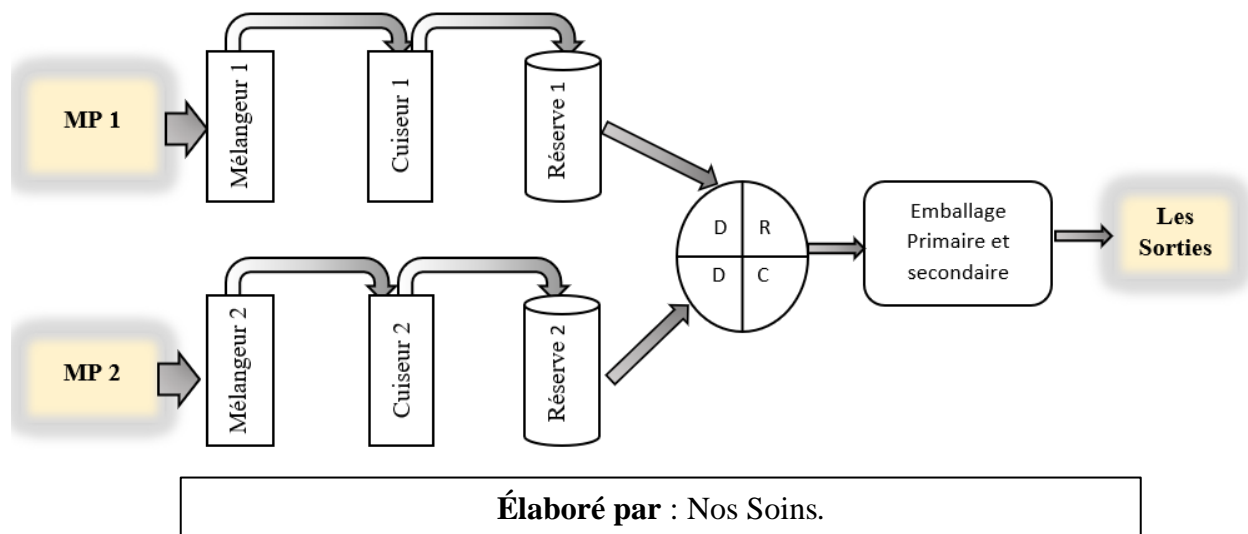 MP 1
Mélangeur 1
Cuiseur 1
Réserve 1
D
R
D
C
Emballage
Primaire et
secondaire
Les
Sorties
MP 2
Mélangeur 2
Cuiseur 2
Réserve 2
Élaboré par : Nos Soins.